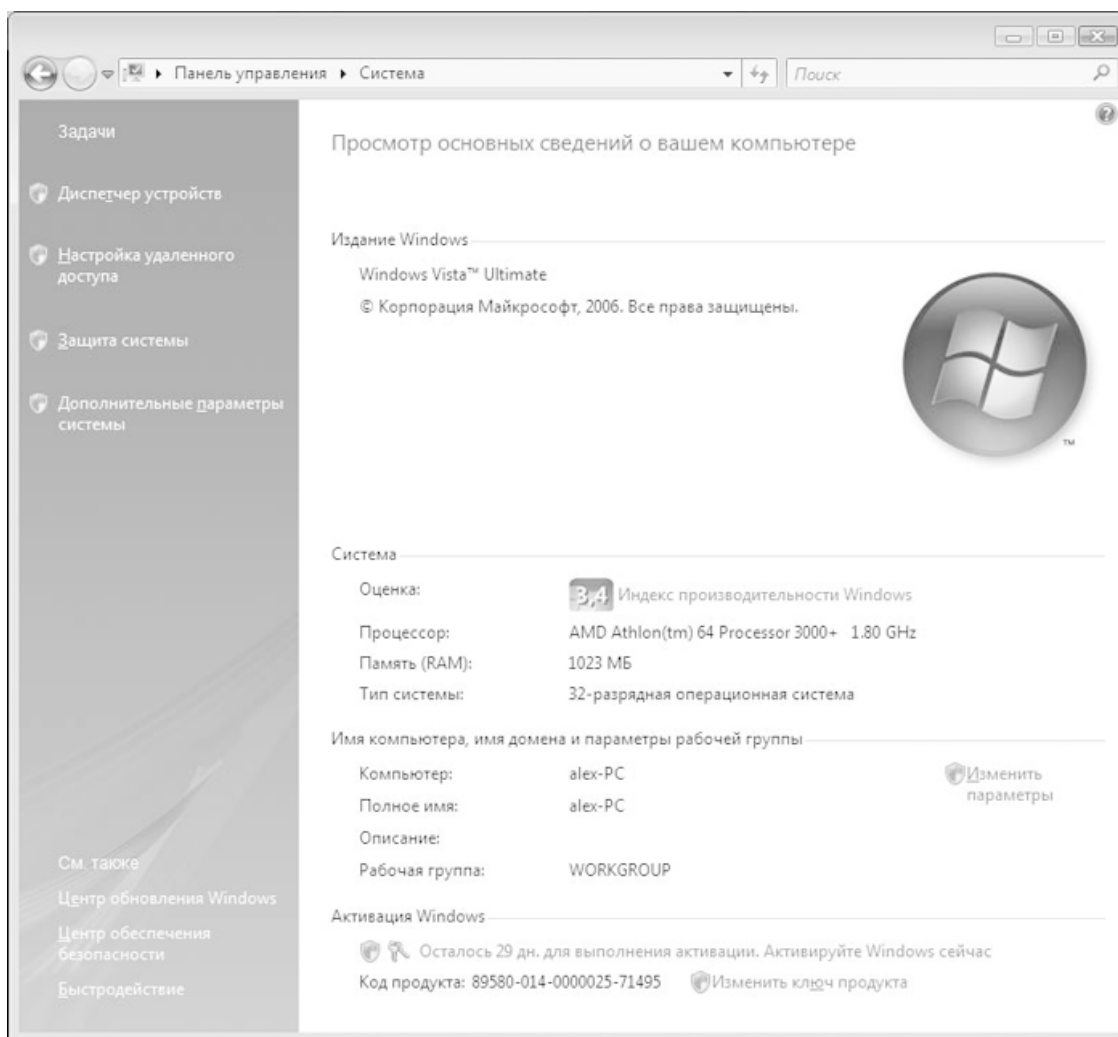 Панель управления ▸ Система
Поиск
Задачи
Диспетчер устройств
Настройка удаленного
доступа
Защита системы
Дополнительные параметры
системы
См. также
Центр обновления Windows
Центр обеспечения
безопасности
Быстродействие
Просмотр основных сведений о вашем компьютере
Издание Windows
Windows Vista™ Ultimate
© Корпорация Майкрософт, 2006. Все права защищены.
TM
Система
Оценка: 3,4 Индекс производительности Windows
Процессор: AMD Athlon(tm) 64 Processor 3000+ 1.80 GHz
Память (RAM): 1023 МБ
Тип системы: 32-разрядная операционная система
Имя компьютера, имя домена и параметры рабочей группы
Компьютер: alex-PC
Изменить
параметры
Полное имя: alex-PC
Описание:
Рабочая группа: WORKGROUP
Активация Windows
Осталось 29 дн. для выполнения активации. Активируйте Windows сейчас
Код продукта: 89580-014-0000025-71495 Изменить ключ продукта